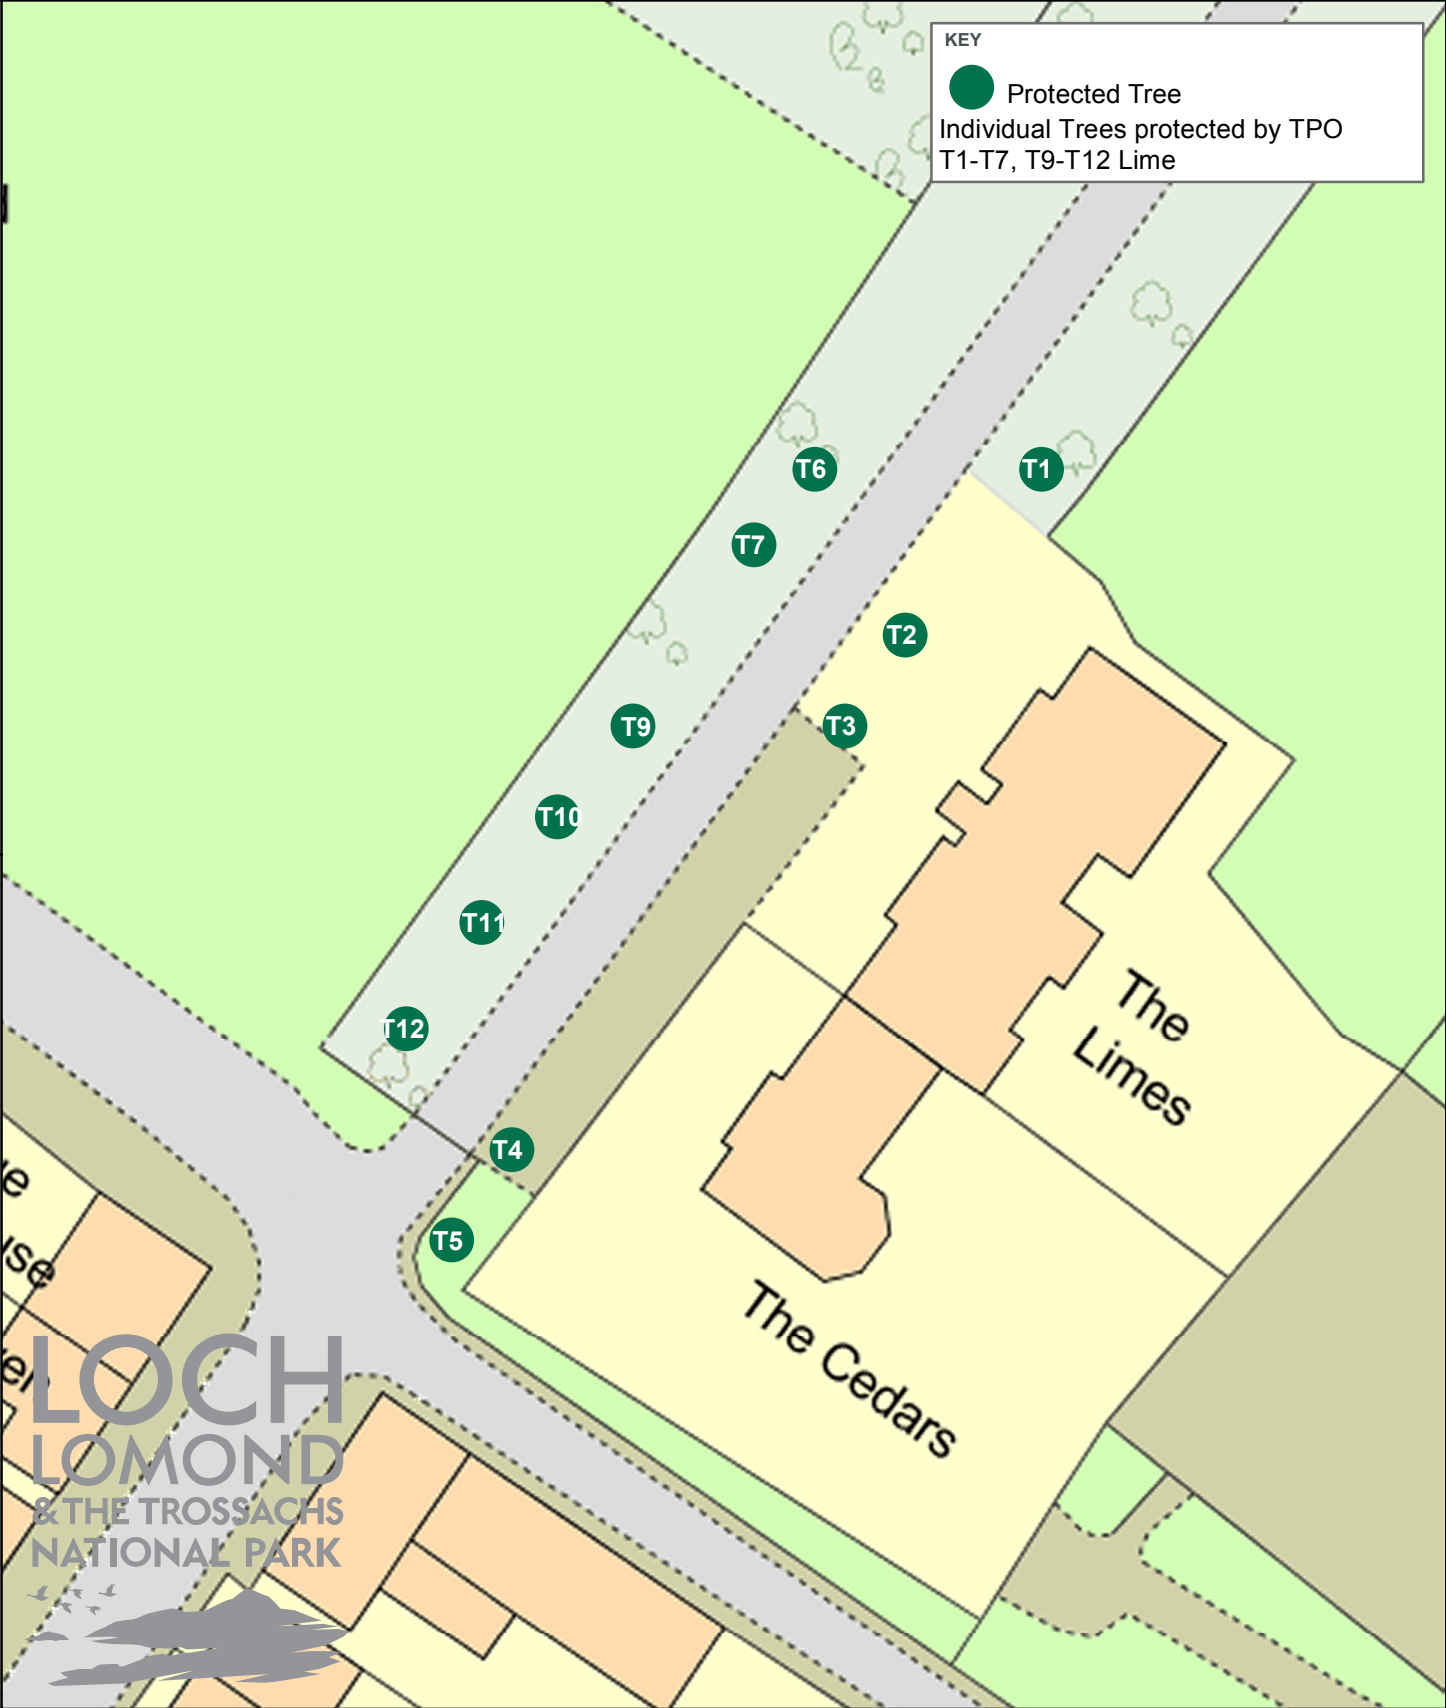 KEY
Protected Tree
Individual Trees protected by TPO
T1-T7, T9-T12 Lime
T6
T1
T7
T2
T9
T3
T10
T11
T12
T4
T5
The
Limes
The Cedars
LOCH
LOMOND
& THE TROSSACHS
NATIONAL PARK